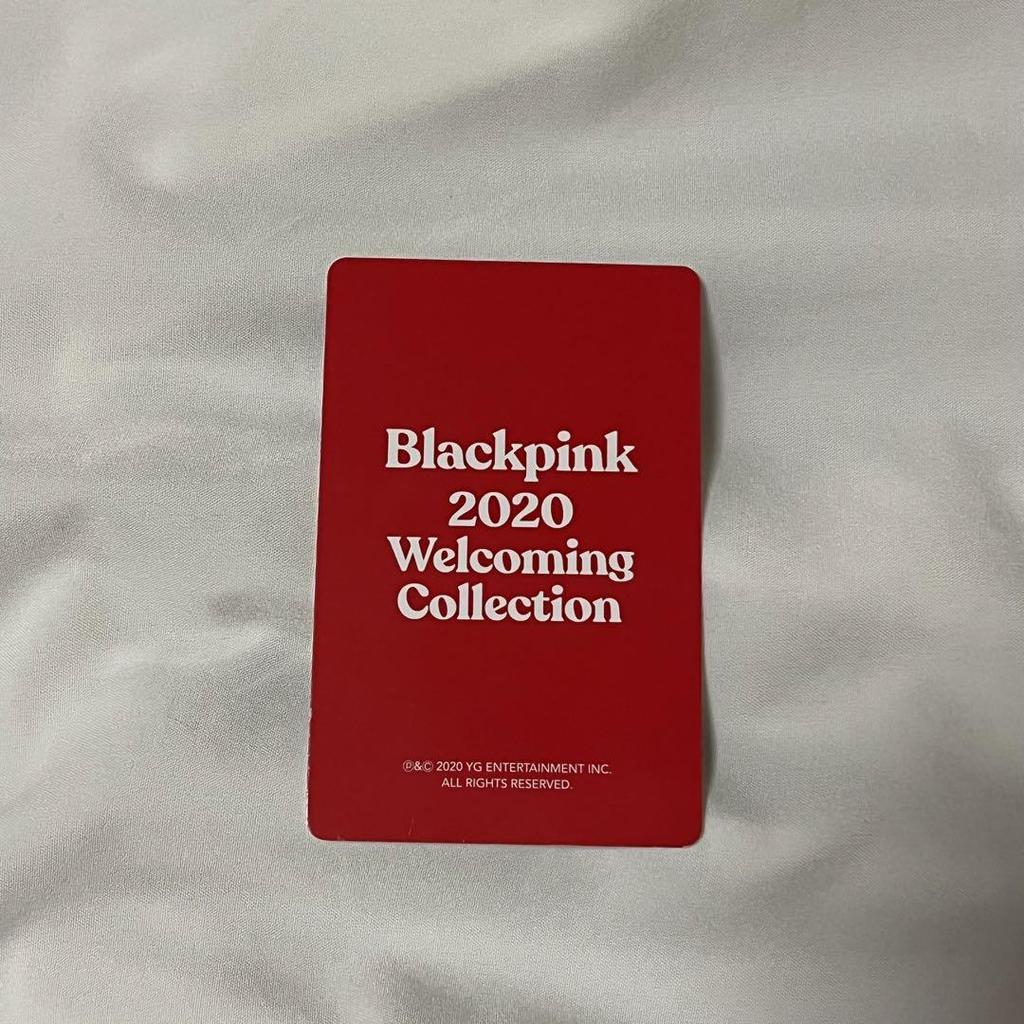 Blackpink
2020
Welcoming
Collection
℗&© 2020 YG ENTERTAINMENT INC.
ALL RIGHTS RESERVED.